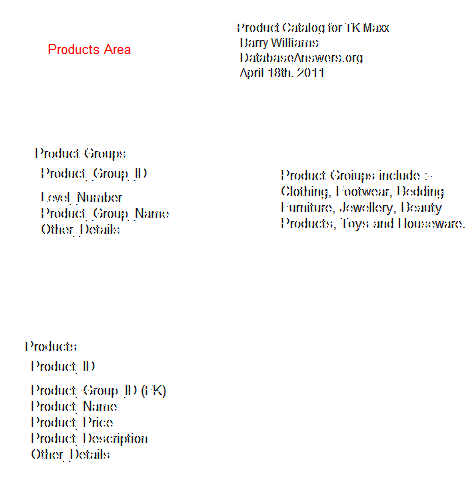 Product Catalog for TK Maxx
Barry Williams
DatabaseAnswers.org
April 18th. 2011
Products Area
Product Groups
Product_Group_ID
Level_Number
Product_Group_Name
Other_Details
Product Groiups include :-
Clothing, Footwear, Bedding
Furniture, Jewellery, Beauty
Products, Toys and Houseware.
Products
Product_ID
Product_Group_ID (FK)
Product_Name
Product_Price
Product_Description
Other_Details